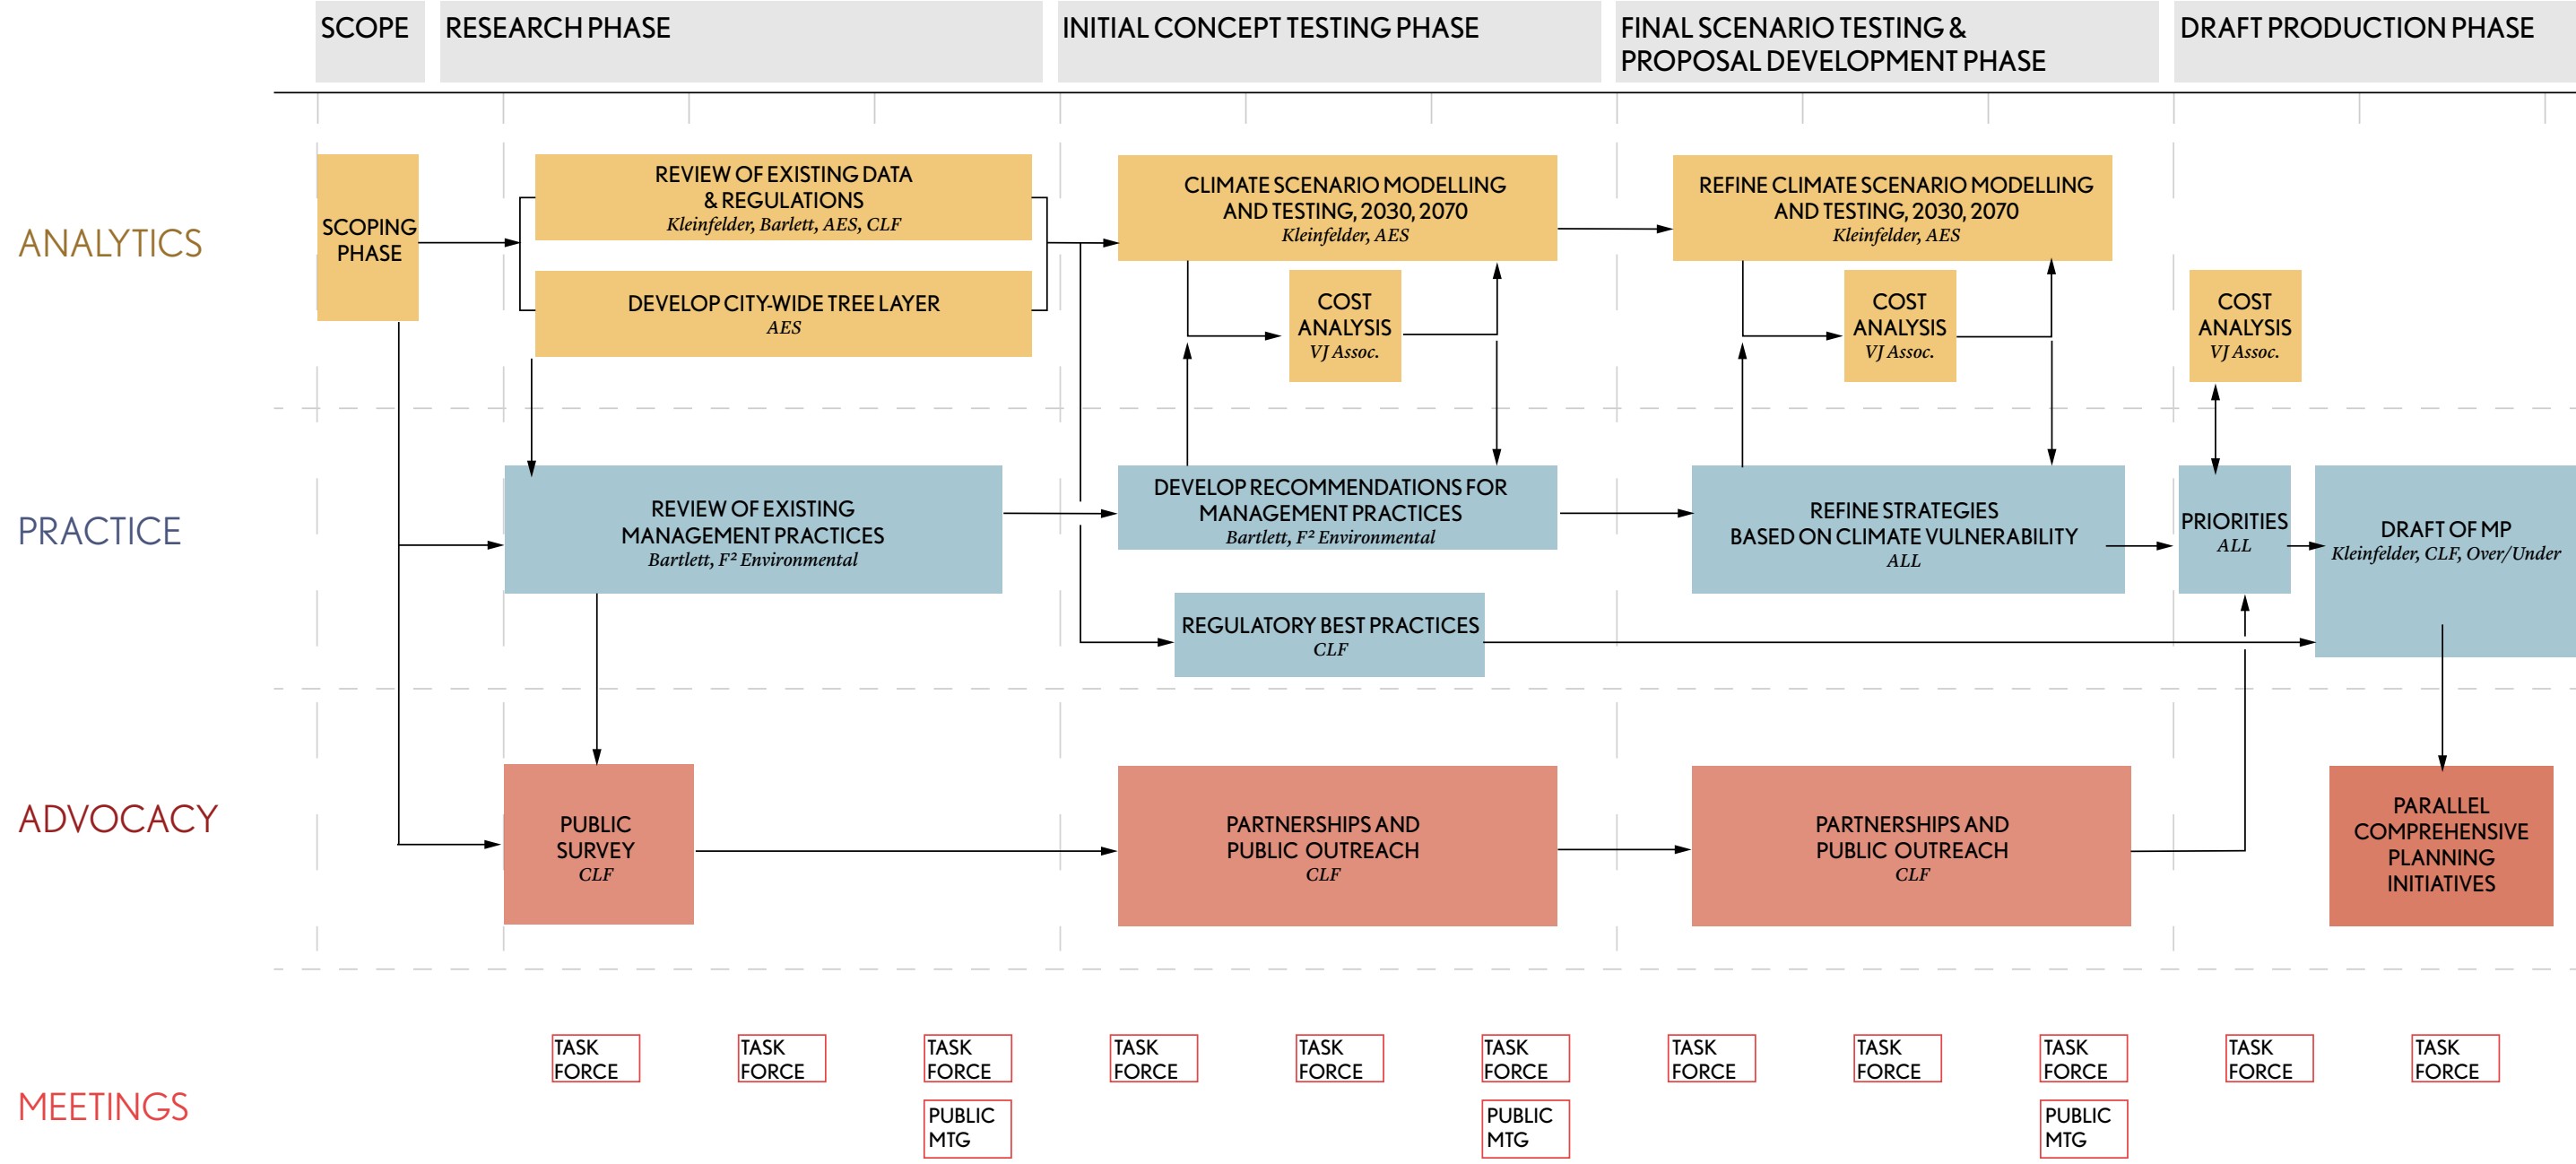 SCOPE
RESEARCH PHASE
INITIAL CONCEPT TESTING PHASE
FINAL SCENARIO TESTING &
PROPOSAL DEVELOPMENT PHASE
DRAFT PRODUCTION PHASE
ANALYTICS
SCOPING
PHASE
REVIEW OF EXISTING DATA
& REGULATIONS
Kleinfelder, Barlett, AES, CLF
DEVELOP CITY-WIDE TREE LAYER
AES
CLIMATE SCENARIO MODELLING
AND TESTING, 2030, 2070
Kleinfelder, AES
COST
ANALYSIS
VJ Assoc.
REFINE CLIMATE SCENARIO MODELLING
AND TESTING, 2030, 2070
Kleinfelder, AES
COST
ANALYSIS
VJ Assoc.
COST
ANALYSIS
VJ Assoc.
PRACTICE
REVIEW OF EXISTING
MANAGEMENT PRACTICES
Bartlett, F² Environmental
DEVELOP RECOMMENDATIONS FOR
MANAGEMENT PRACTICES
Bartlett, F² Environmental
REGULATORY BEST PRACTICES
CLF
REFINE STRATEGIES
BASED ON CLIMATE VULNERABILITY
ALL
PRIORITIES
ALL
DRAFT OF MP
Kleinfelder, CLF, Over/Under
ADVOCACY
PUBLIC
SURVEY
CLF
PARTNERSHIPS AND
PUBLIC OUTREACH
CLF
PARTNERSHIPS AND
PUBLIC OUTREACH
CLF
PARALLEL
COMPREHENSIVE
PLANNING
INITIATIVES
MEETINGS
TASK
FORCE
TASK
FORCE
TASK
FORCE
PUBLIC
MTG
TASK
FORCE
TASK
FORCE
TASK
FORCE
PUBLIC
MTG
TASK
FORCE
TASK
FORCE
TASK
FORCE
PUBLIC
MTG
TASK
FORCE
TASK
FORCE